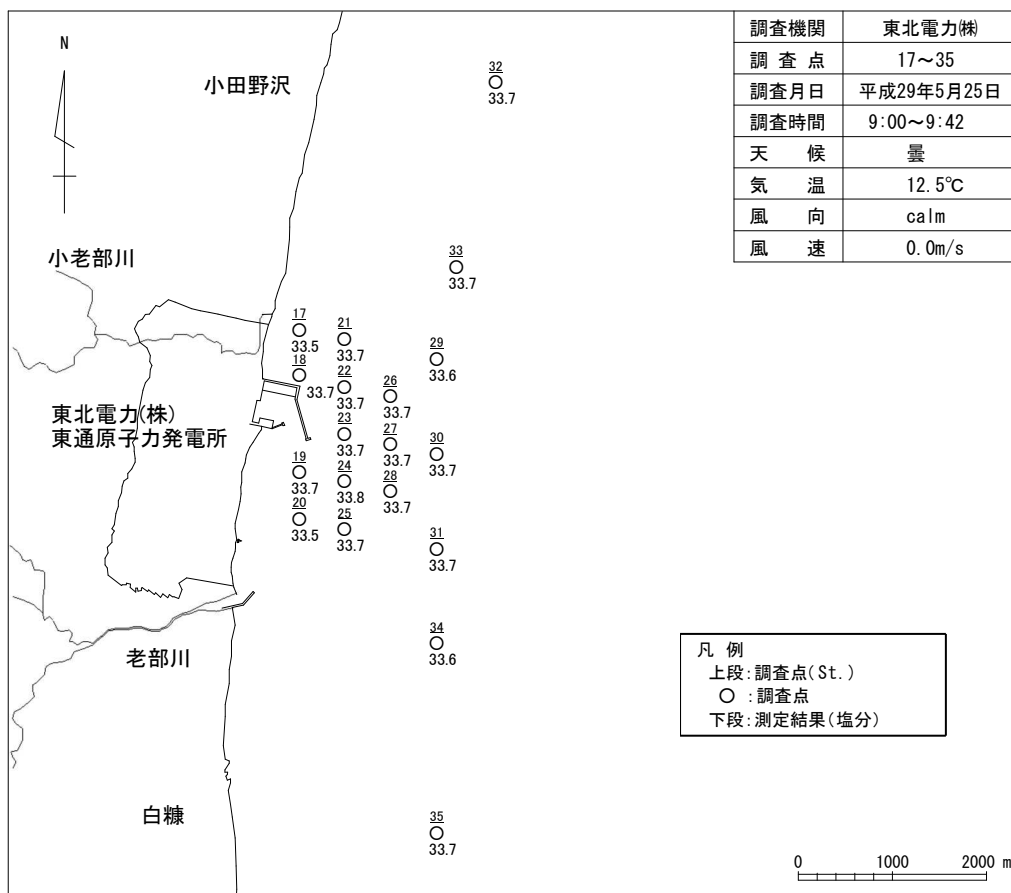 調査機関 東北電力㈱
調査点 17～35
調査月日 平成29年5月25日
調査時間 9:00～9:42
天候 曇
気温 12.5℃
風向 calm
風速 0.0m/s
N
小田野沢
32
33.7
小老部川
33
33.7
17
33.5
21
33.7
29
33.6
18
33.7
22
33.7
26
33.7
東北電力(株)
東通原子力発電所
23
33.7
27
33.7
30
33.7
19
33.7
24
33.8
28
33.7
20
33.5
25
33.7
31
33.7
老部川
34
33.6
凡 例
上段:調査点(St.)
○ :調査点
下段:測定結果(塩分)
白糠
35
33.7
0 1000 2000 m